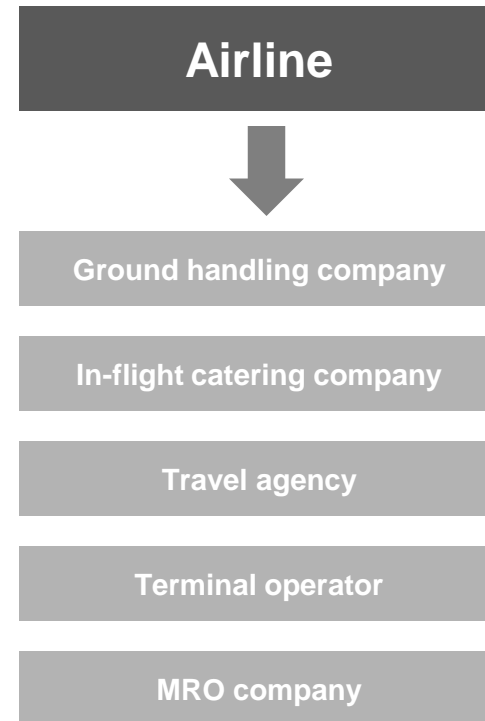 Airline
Ground handling company
In-flight catering company
Travel agency
Terminal operator
MRO company